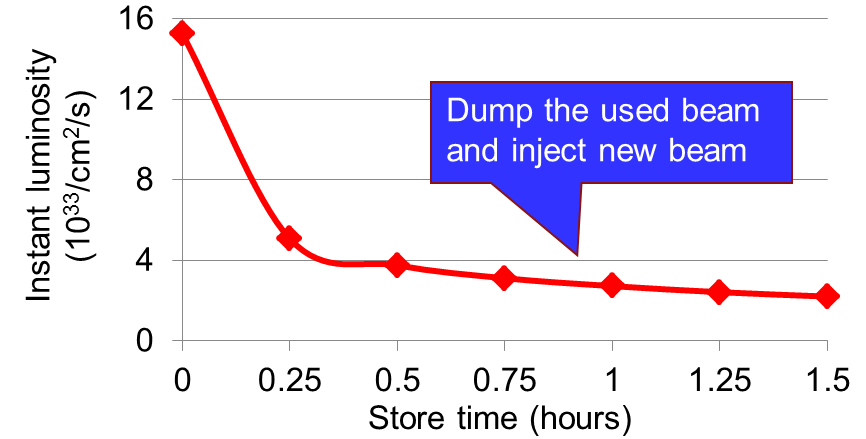 Instant luminosity
(10³³/cm²/s)
16
12
8
4
0
Dump the used beam
and inject new beam
0 0.25 0.5 0.75 1 1.25 1.5
Store time (hours)